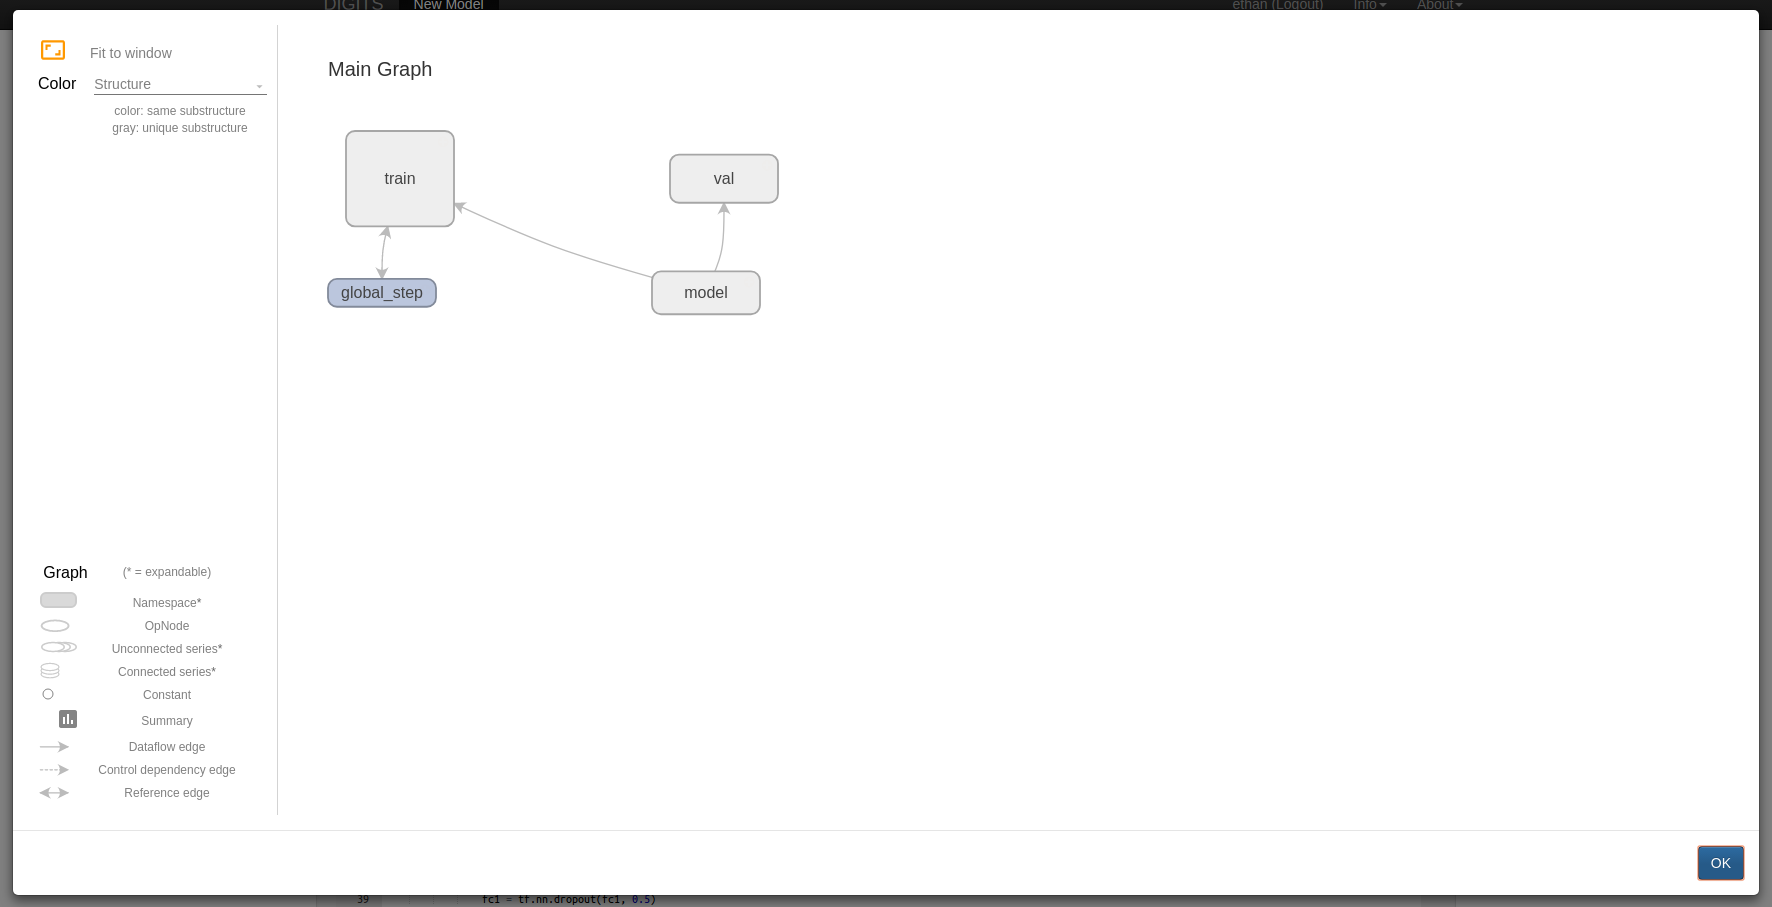 DIGITS New Model ethan (Logout) Info About
Fit to window
Color Structure
color: same substructure
gray: unique substructure
Main Graph
train
val
global_step
model
Graph (* = expandable)
Namespace*
OpNode
Unconnected series*
Connected series*
Constant
Summary
Dataflow edge
Control dependency edge
Reference edge
OK
39 fc1 = tf.nn.dropout(fc1, 0.5)